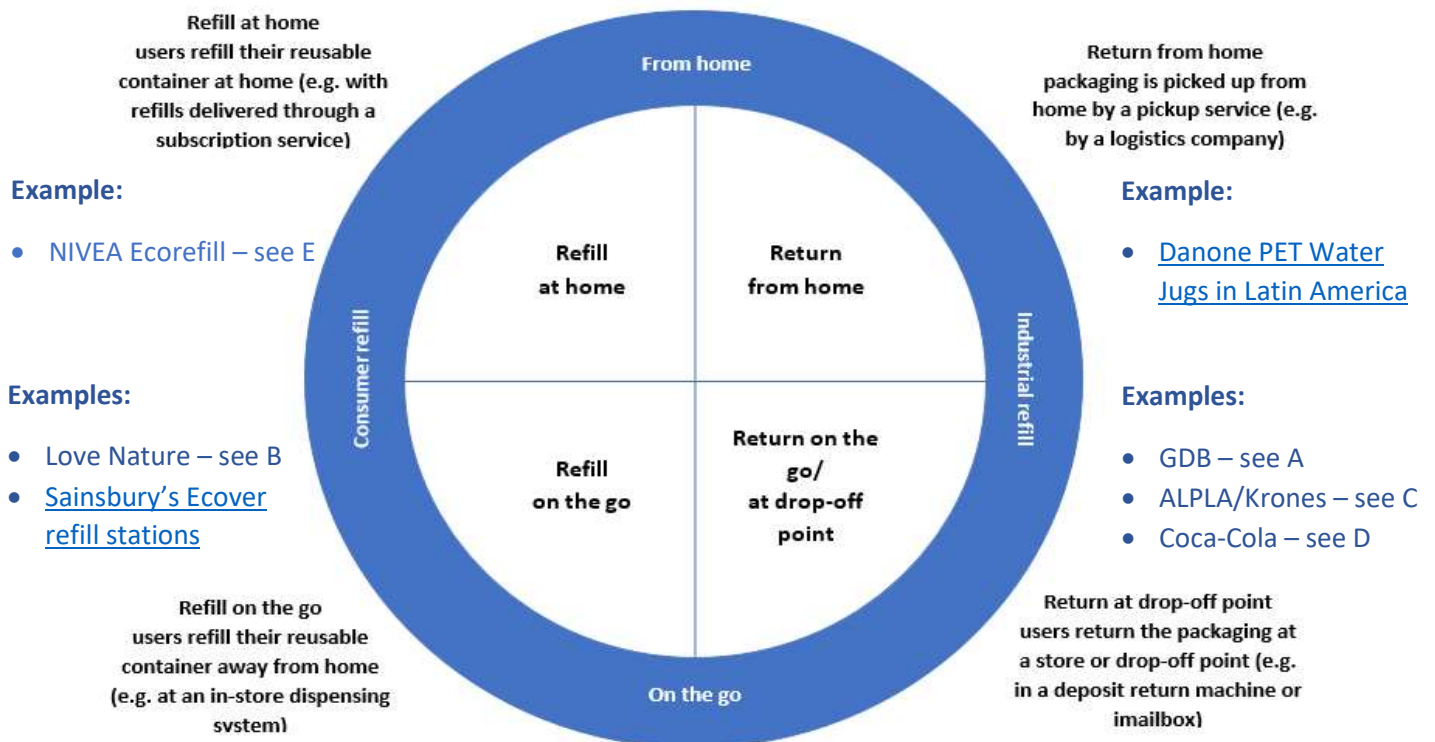 Refill at home
users refill their reusable
container at home (e.g. with
refills delivered through a
subscription service)
From home
Return from home
packaging is picked up from
home by a pickup service (e.g.
by a logistics company)
Example:
• NIVEA Ecorefill – see E
Example:
• Danone PET Water
Jugs in Latin America
Refill
at home
Return
from home
Consumer refill
Industrial refill
Examples:
• Love Nature – see B
• Sainsbury's Ecover
refill stations
Refill
on the go
Return on the
go/
at drop-off
point
Examples:
• GDB – see A
• ALPLA/Krones – see C
• Coca-Cola – see D
Refill on the go
users refill their reusable
container away from home
(e.g. at an in-store dispensing
system)
On the go
Return at drop-off point
users return the packaging at
a store or drop-off point (e.g.
in a deposit return machine or
imailbox)